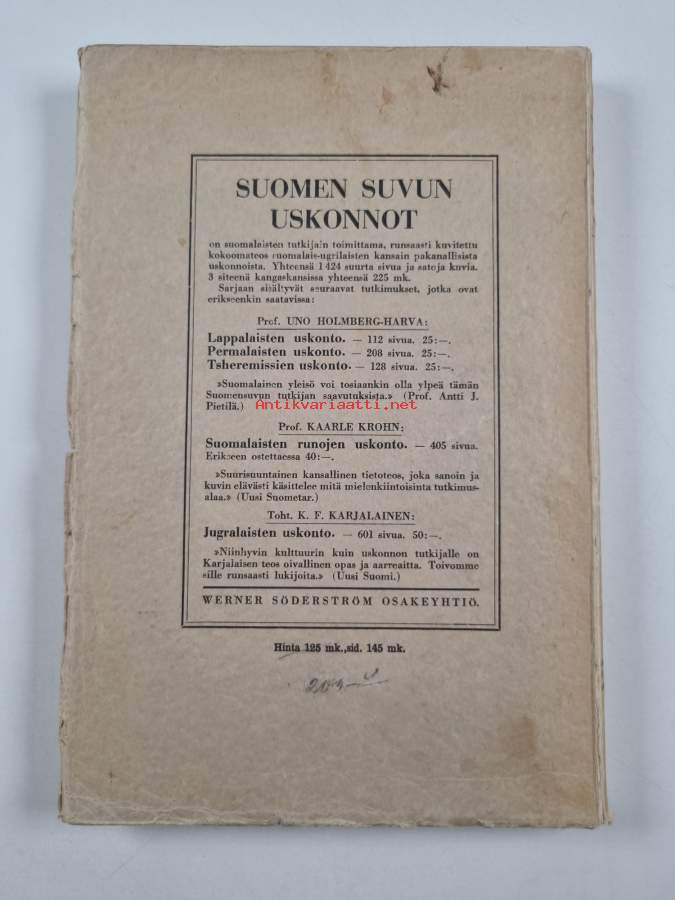 SUOMEN SUVUN
USKONNOT
on suomalaisten tutkijain toimittama, runsaasti kuvitettu
kokoomateos suomalais-ugrilaisten kansain pakanallisista
uskonnoista. Yhteensä 1 424 suurta sivua ja satoja kuvia.
3 siteenä kangaskansissa yhteensä 225 mk.
Sarjaan sisältyvät seuraavat tutkimukset, jotka ovat
erikseenkin saatavissa:
Prof. UNO HOLMBERG-HARVA:
Lappalaisten uskonto. — 112 sivua. 25:—.
Permalaisten uskonto. — 208 sivua. 25:—.
Tsheremissien uskonto. — 128 sivua. 25:—.
»Suomalainen yleisö voi tosiaankin olla ylpeä tämän
Suomensuvun tutkijan saavutuksista.» (Prof. Antti J.
Pietilä.)
Antikvariaatti.net
Prof. KAARLE KROHN:
Suomalaisten runojen uskonto. — 405 sivua.
Erikseen ostettaessa 40:—.
»Suurisuuntainen kansallinen tietoteos, joka sanoin ja
kuvin elävästi käsittelee mitä mielenkiintoisinta tutkimus-
alaa.» (Uusi Suometar.)
Toht. K. F. KARJALAINEN:
Jugralaisten uskonto. — 601 sivua. 50:—.
»Niinhyvin kulttuurin kuin uskonnon tutkijalle on
Karjalaisen teos oivallinen opas ja aarreaitta. Toivomme
sille runsaasti lukijoita.» (Uusi Suomi.)
WERNER SÖDERSTRÖM OSAKEYHTIÖ.
Hinta 125 mk.,sid. 145 mk.